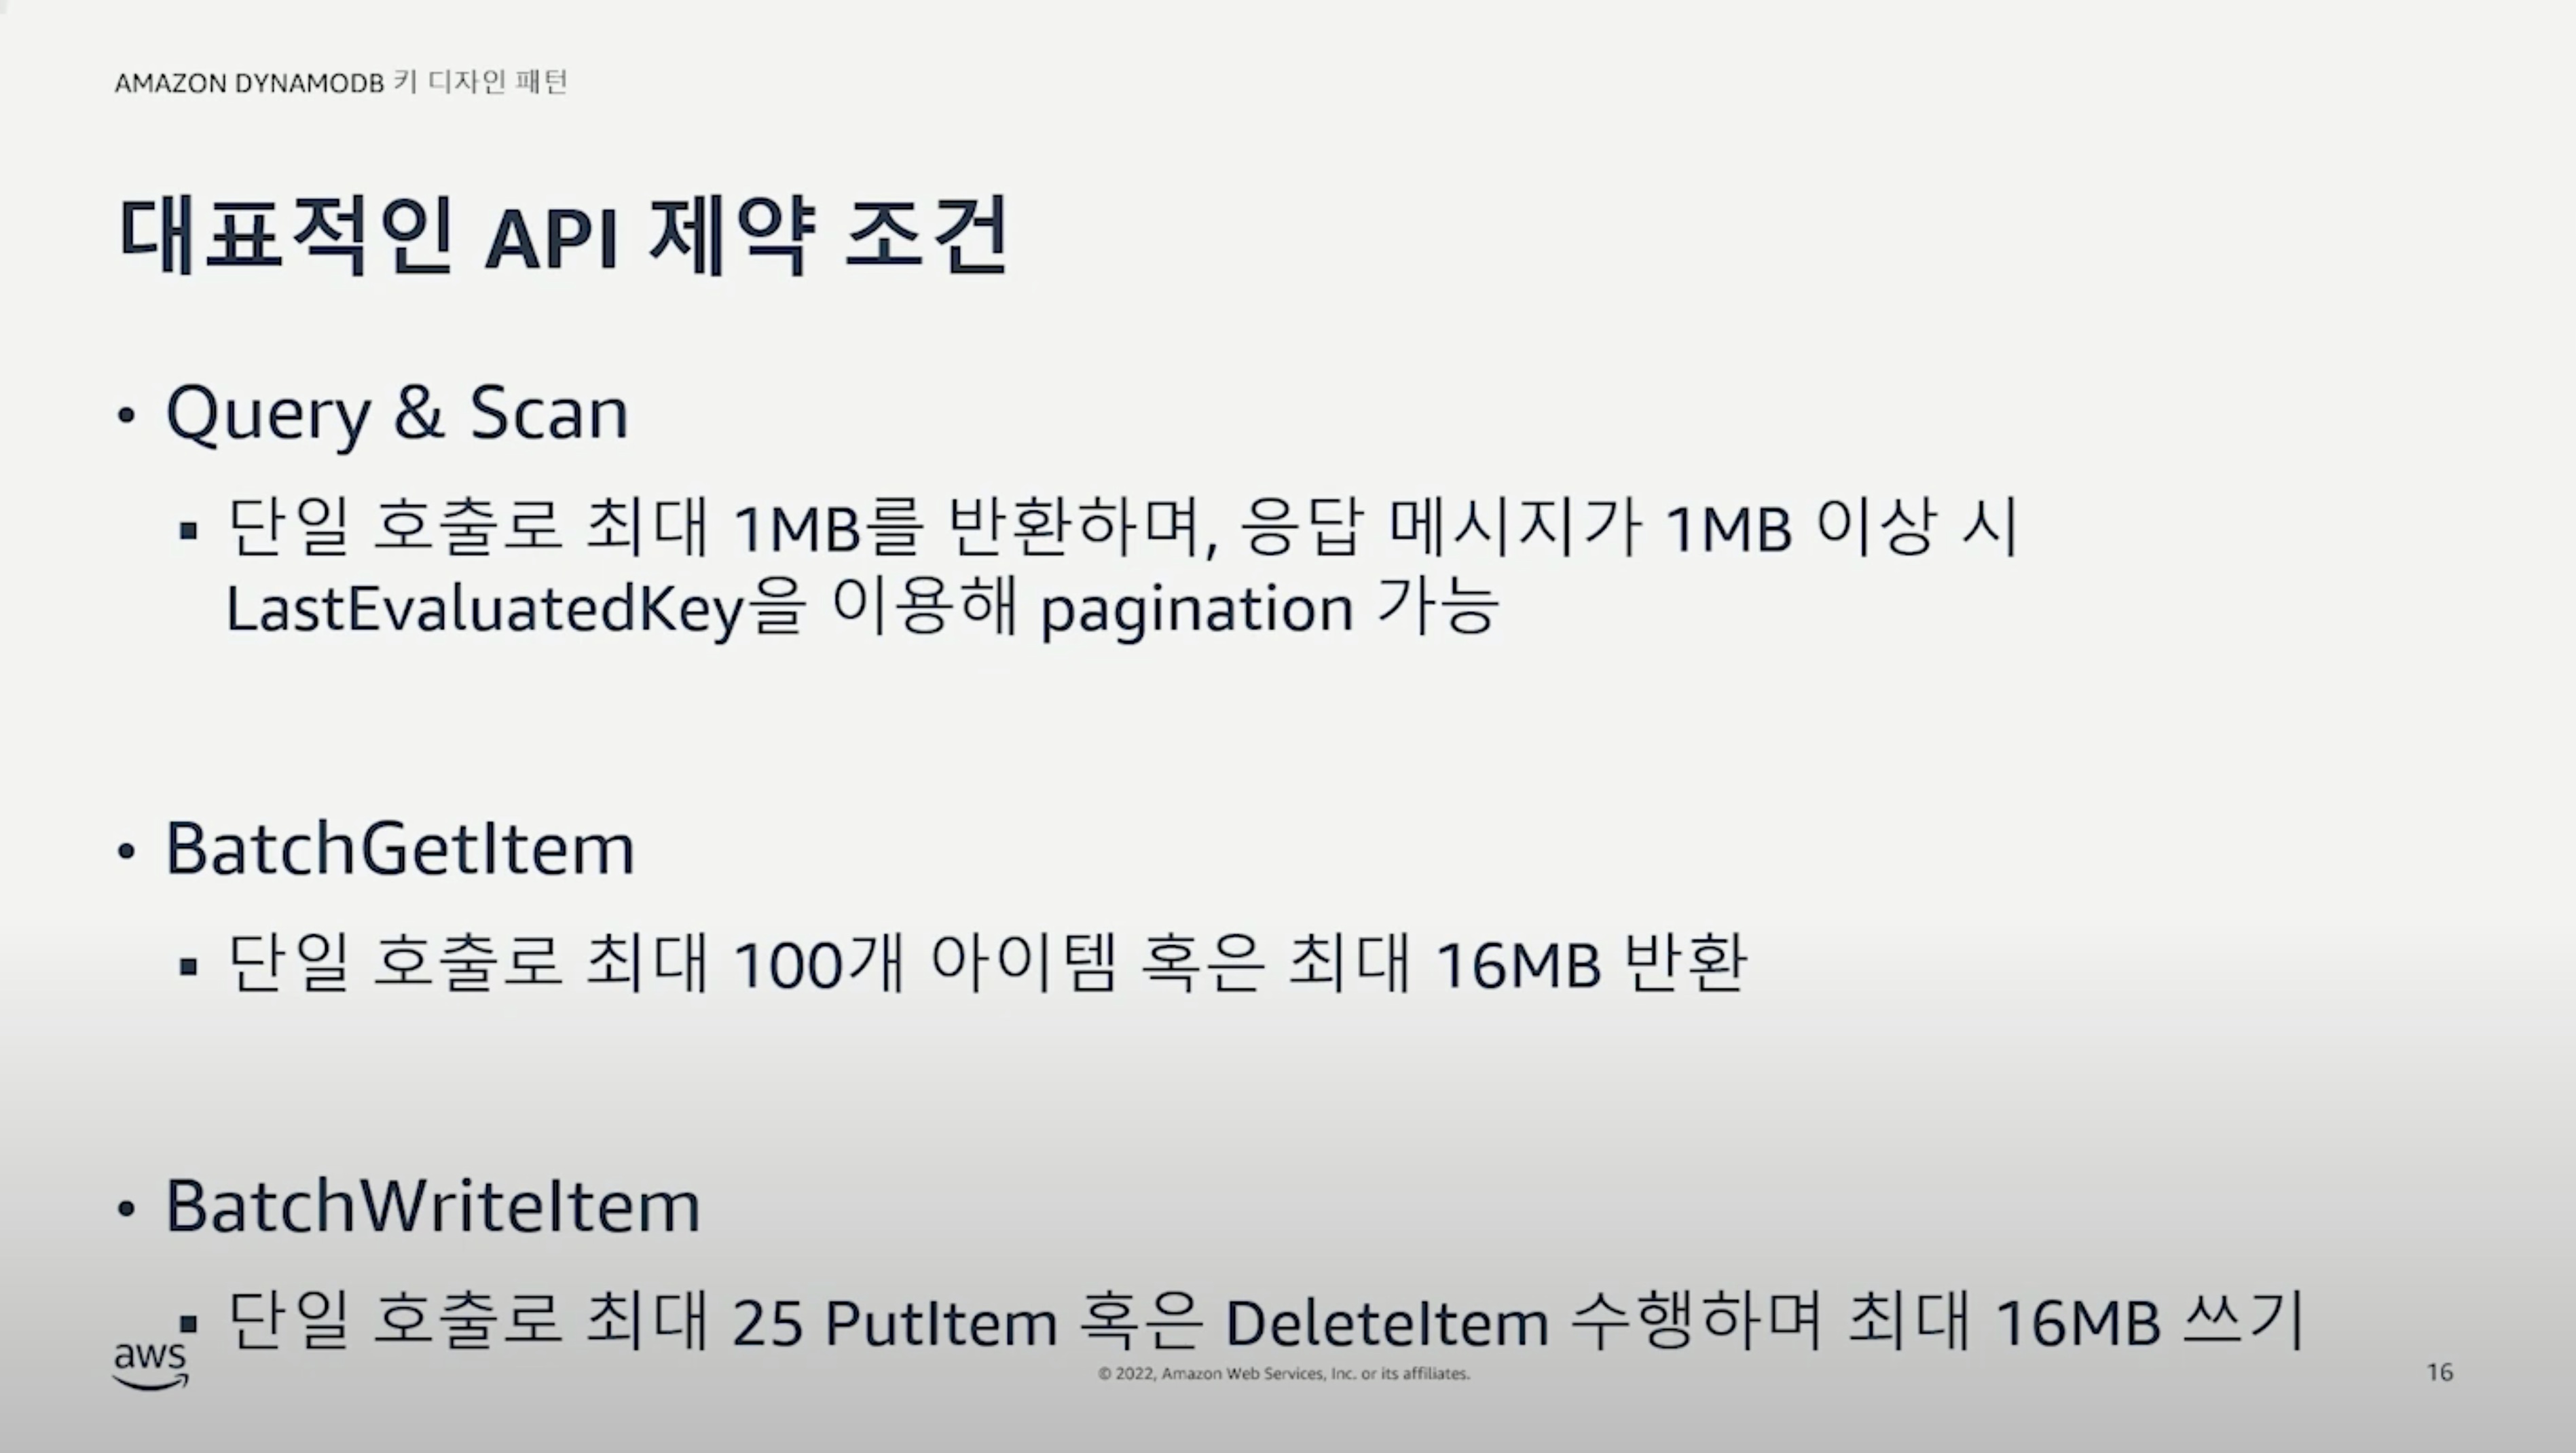 AMAZON DYNAMODB 키 디자인 패턴
대표적인 API 제약 조건
• Query & Scan
▪ 단일 호출로 최대 1MB를 반환하며, 응답 메시지가 1MB 이상 시
LastEvaluatedKey을 이용해 pagination 가능
• BatchGetItem
▪ 단일 호출로 최대 100개 아이템 혹은 최대 16MB 반환
• BatchWriteItem
▪ 단일 호출로 최대 25 PutItem 혹은 DeleteItem 수행하며 최대 16MB 쓰기
aws
© 2022, Amazon Web Services, Inc. or its affiliates.
16